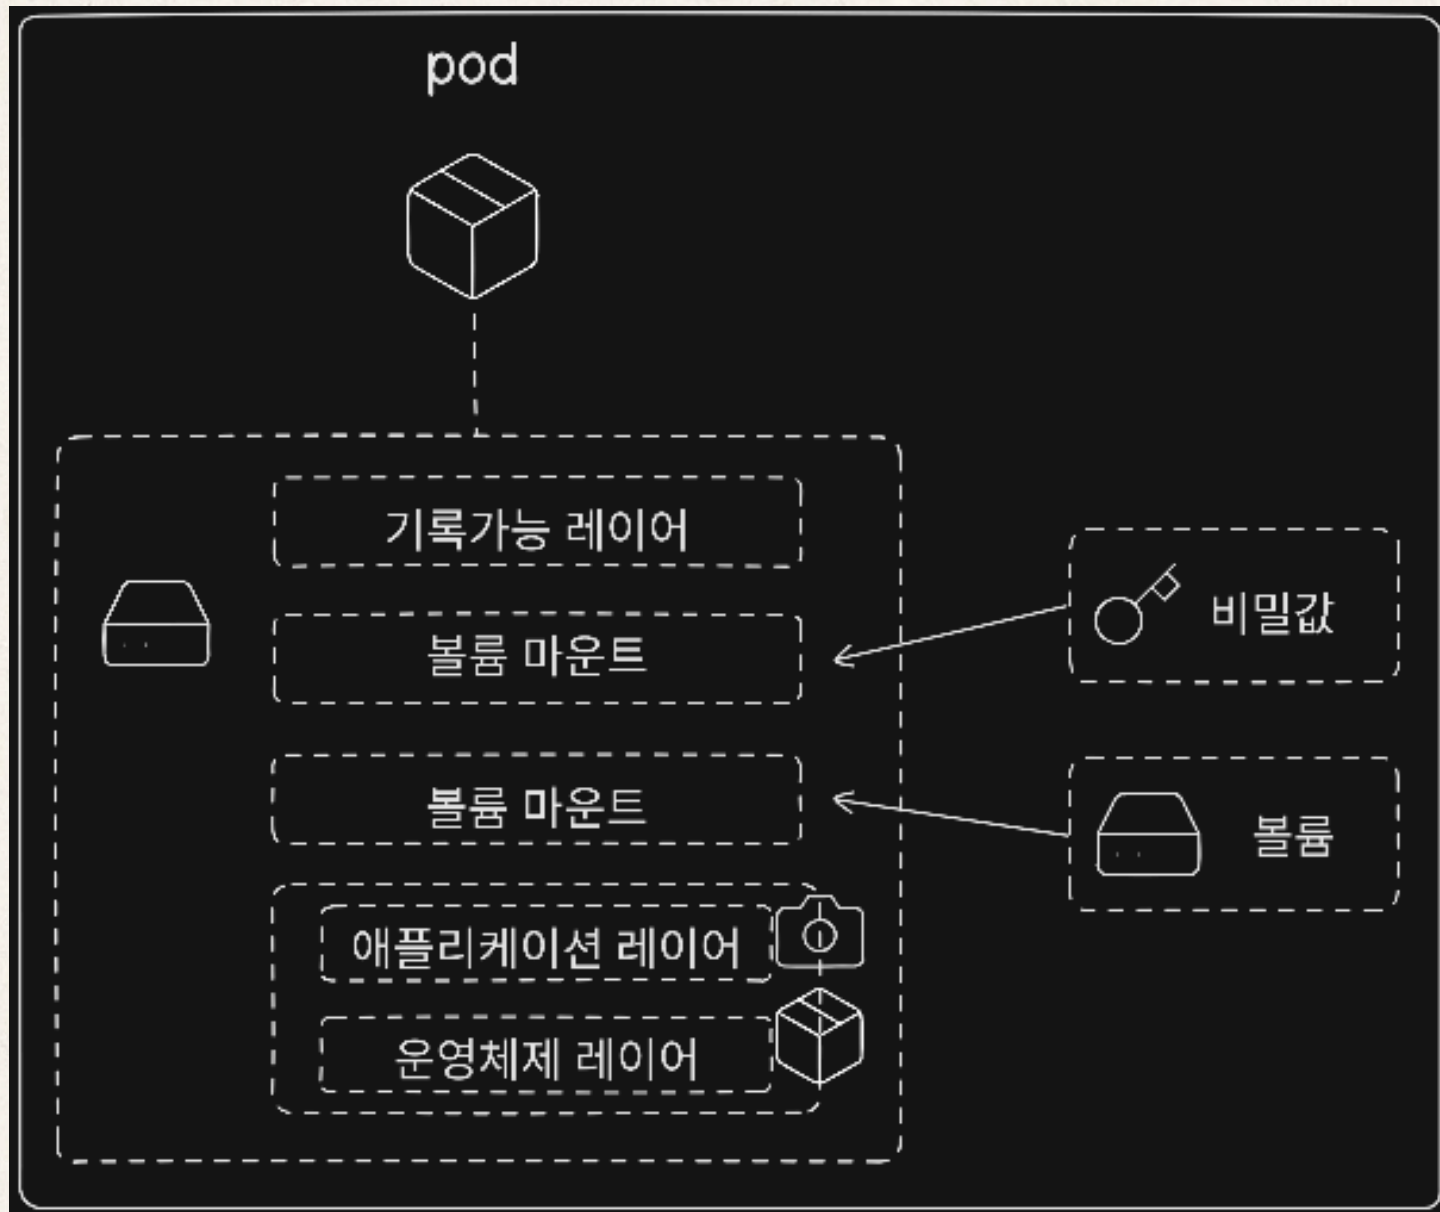 pod
기록가능 레이어
볼륨 마운트
비밀값
볼륨 마운트
볼륨
애플리케이션 레이어
운영체제 레이어